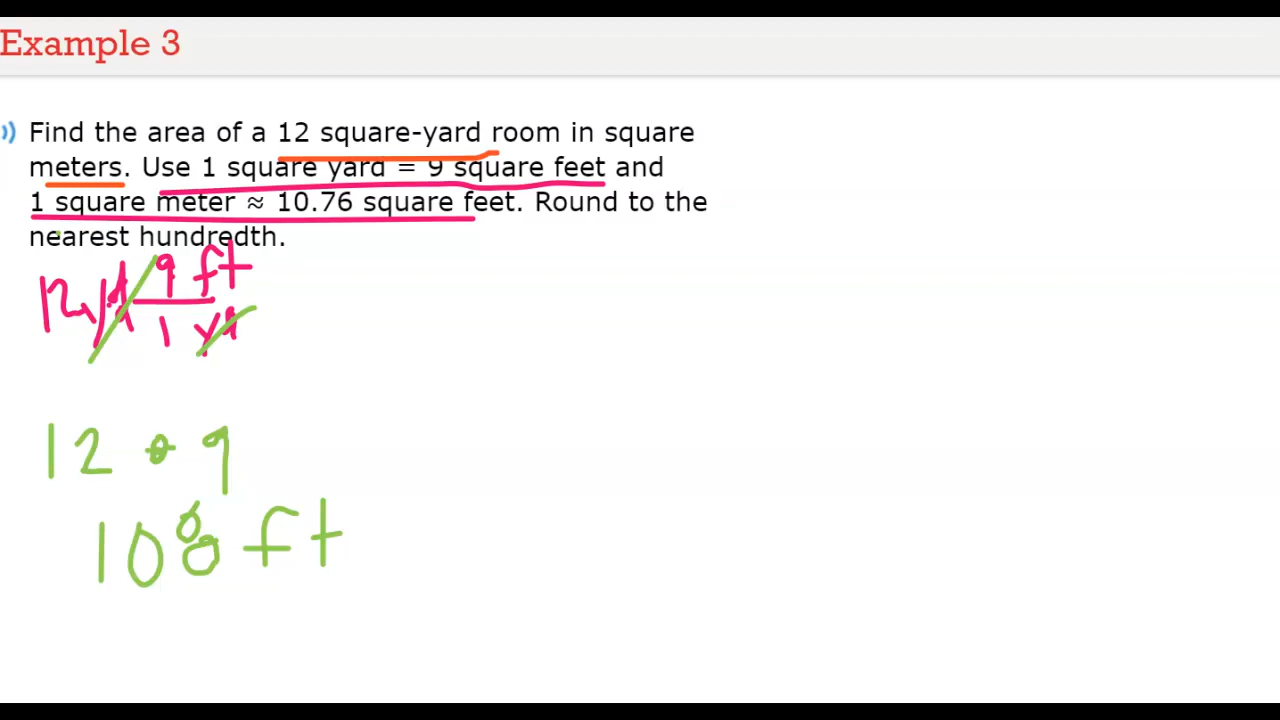 Example 3
Find the area of a 12 square-yard room in square
meters. Use 1 square yard = 9 square feet and
1 square meter ≈ 10.76 square feet. Round to the
nearest hundredth.
12 yd 9 ft
1 yd
12 • 9
108 ft